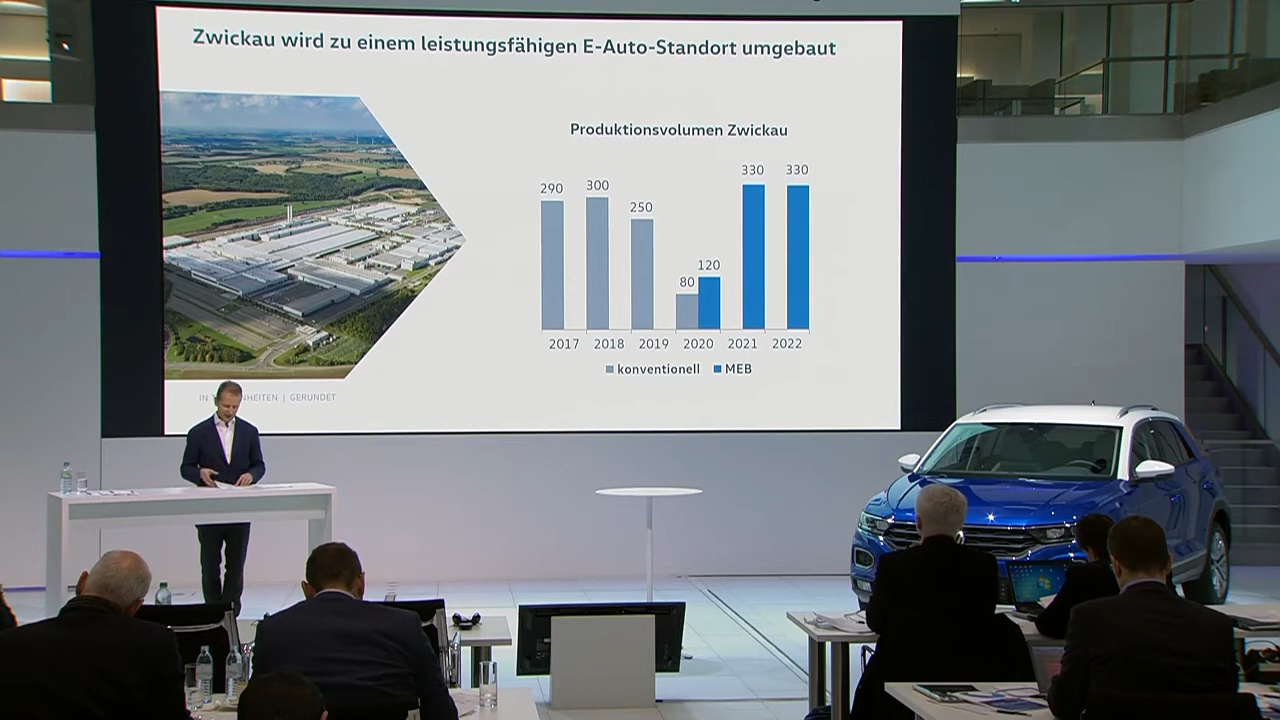 Zwickau wird zu einem leistungsfähigen E-Auto-Standort umgebaut
Produktionsvolumen Zwickau
290 300 250 80 120 330 330
2017 2018 2019 2020 2021 2022
konventionell MEB
IN GERUNDET